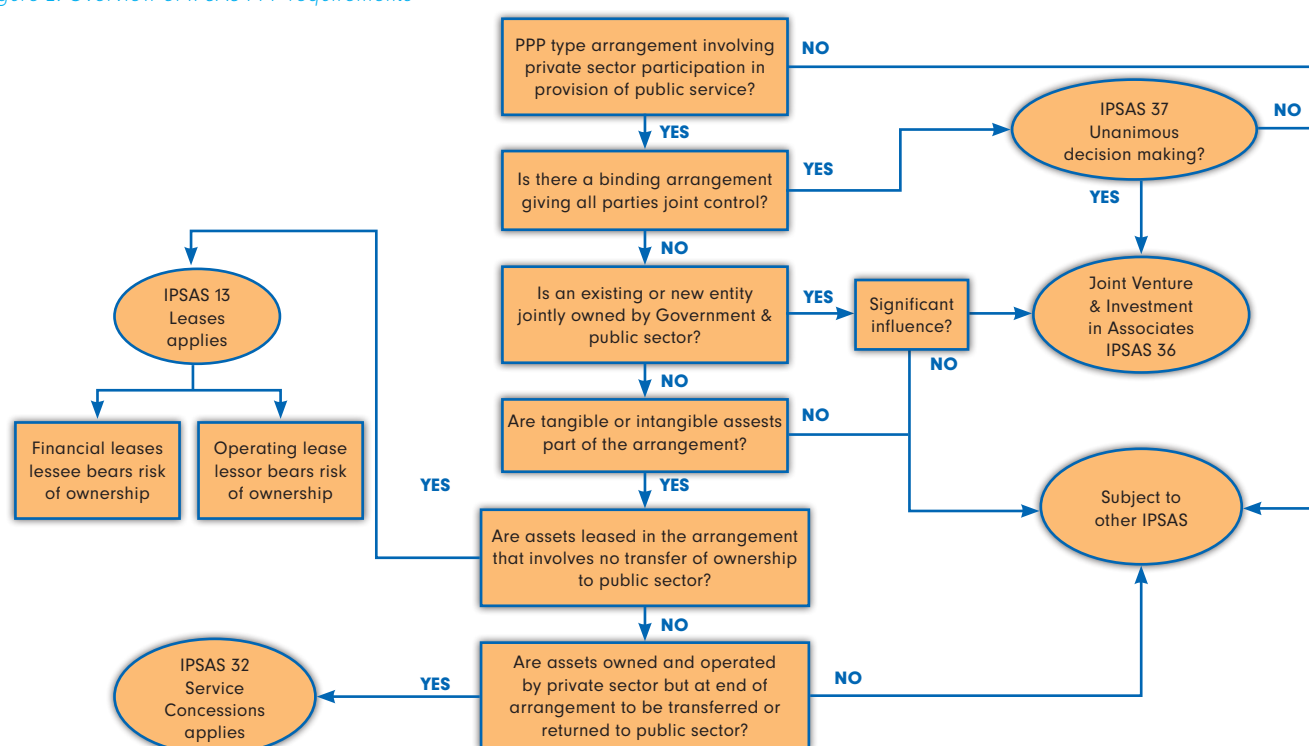 PPP type arrangement involving
private sector participation in
provision of public service?
NO
YES
IPSAS 37
Unanimous
decision making?
NO
YES
Is there a binding arrangement
giving all parties joint control?
YES
NO
IPSAS 13
Leases
applies
Is an existing or new entity
jointly owned by Government &
public sector?
YES
Significant
influence?
NO
Joint Venture
& Investment
in Associates
IPSAS 36
NO
Financial leases
lessee bears risk
of ownership
Operating lease
lessor bears risk
of ownership
Are tangible or intangible assests
part of the arrangement?
NO
YES
YES
Are assets leased in the arrangement
that involves no transfer of ownership
to public sector?
Subject to
other IPSAS
NO
IPSAS 32
Service
Concessions
applies
YES
Are assets owned and operated
by private sector but at end of
arrangement to be transferred or
returned to public sector?
NO